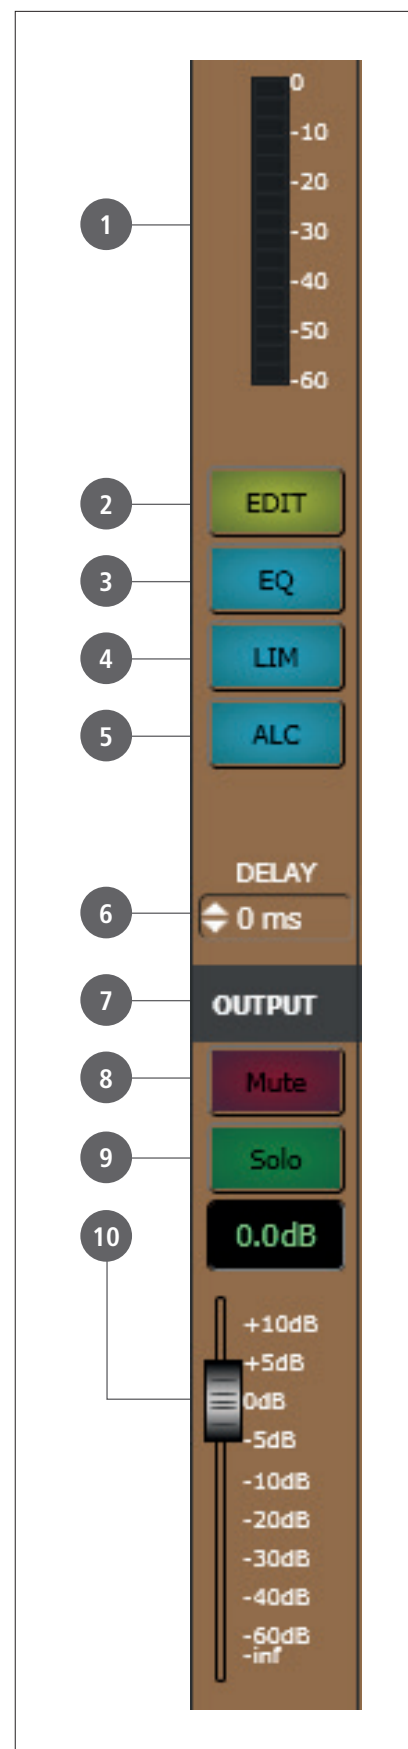 0
-10
-20
1
-30
-40
-50
-60
2 EDIT
3 EQ
4 LIM
5 ALC
DELAY
6 0 ms
7 OUTPUT
8 Mute
9 Solo
10 0.0dB
+10dB
+5dB
0dB
-5dB
-10dB
-20dB
-30dB
-40dB
-60dB
-inf